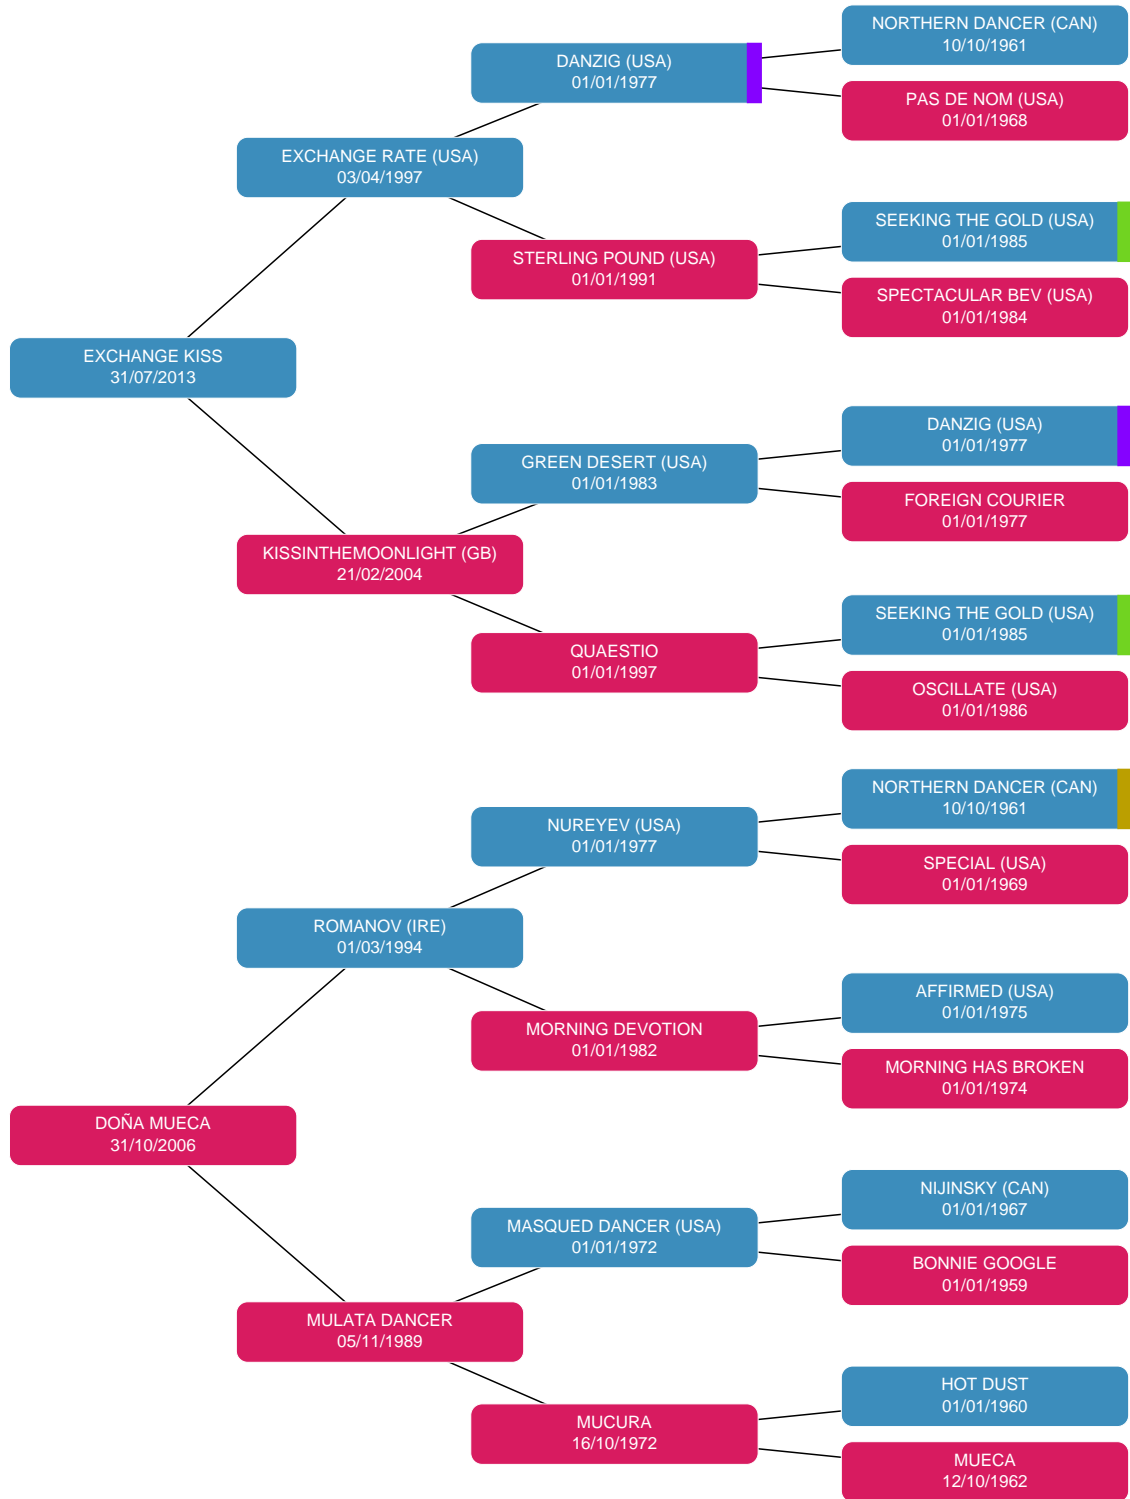 NORTHERN DANCER (CAN)
10/10/1961
DANZIG (USA)
01/01/1977
PAS DE NOM (USA)
01/01/1968
EXCHANGE RATE (USA)
03/04/1997
SEEKING THE GOLD (USA)
01/01/1985
STERLING POUND (USA)
01/01/1991
SPECTACULAR BEV (USA)
01/01/1984
EXCHANGE KISS
31/07/2013
DANZIG (USA)
01/01/1977
GREEN DESERT (USA)
01/01/1983
FOREIGN COURIER
01/01/1977
KISSINTHEMOONLIGHT (GB)
21/02/2004
SEEKING THE GOLD (USA)
01/01/1985
QUAESTIO
01/01/1997
OSCILLATE (USA)
01/01/1986
NORTHERN DANCER (CAN)
10/10/1961
NUREYEV (USA)
01/01/1977
SPECIAL (USA)
01/01/1969
ROMANOV (IRE)
01/03/1994
AFFIRMED (USA)
01/01/1975
MORNING DEVOTION
01/01/1982
MORNING HAS BROKEN
01/01/1974
DOÑA MUECA
31/10/2006
NIJINSKY (CAN)
01/01/1967
MASQUED DANCER (USA)
01/01/1972
BONNIE GOOGLE
01/01/1959
MULATA DANCER
05/11/1989
HOT DUST
01/01/1960
MUCURA
16/10/1972
MUECA
12/10/1962